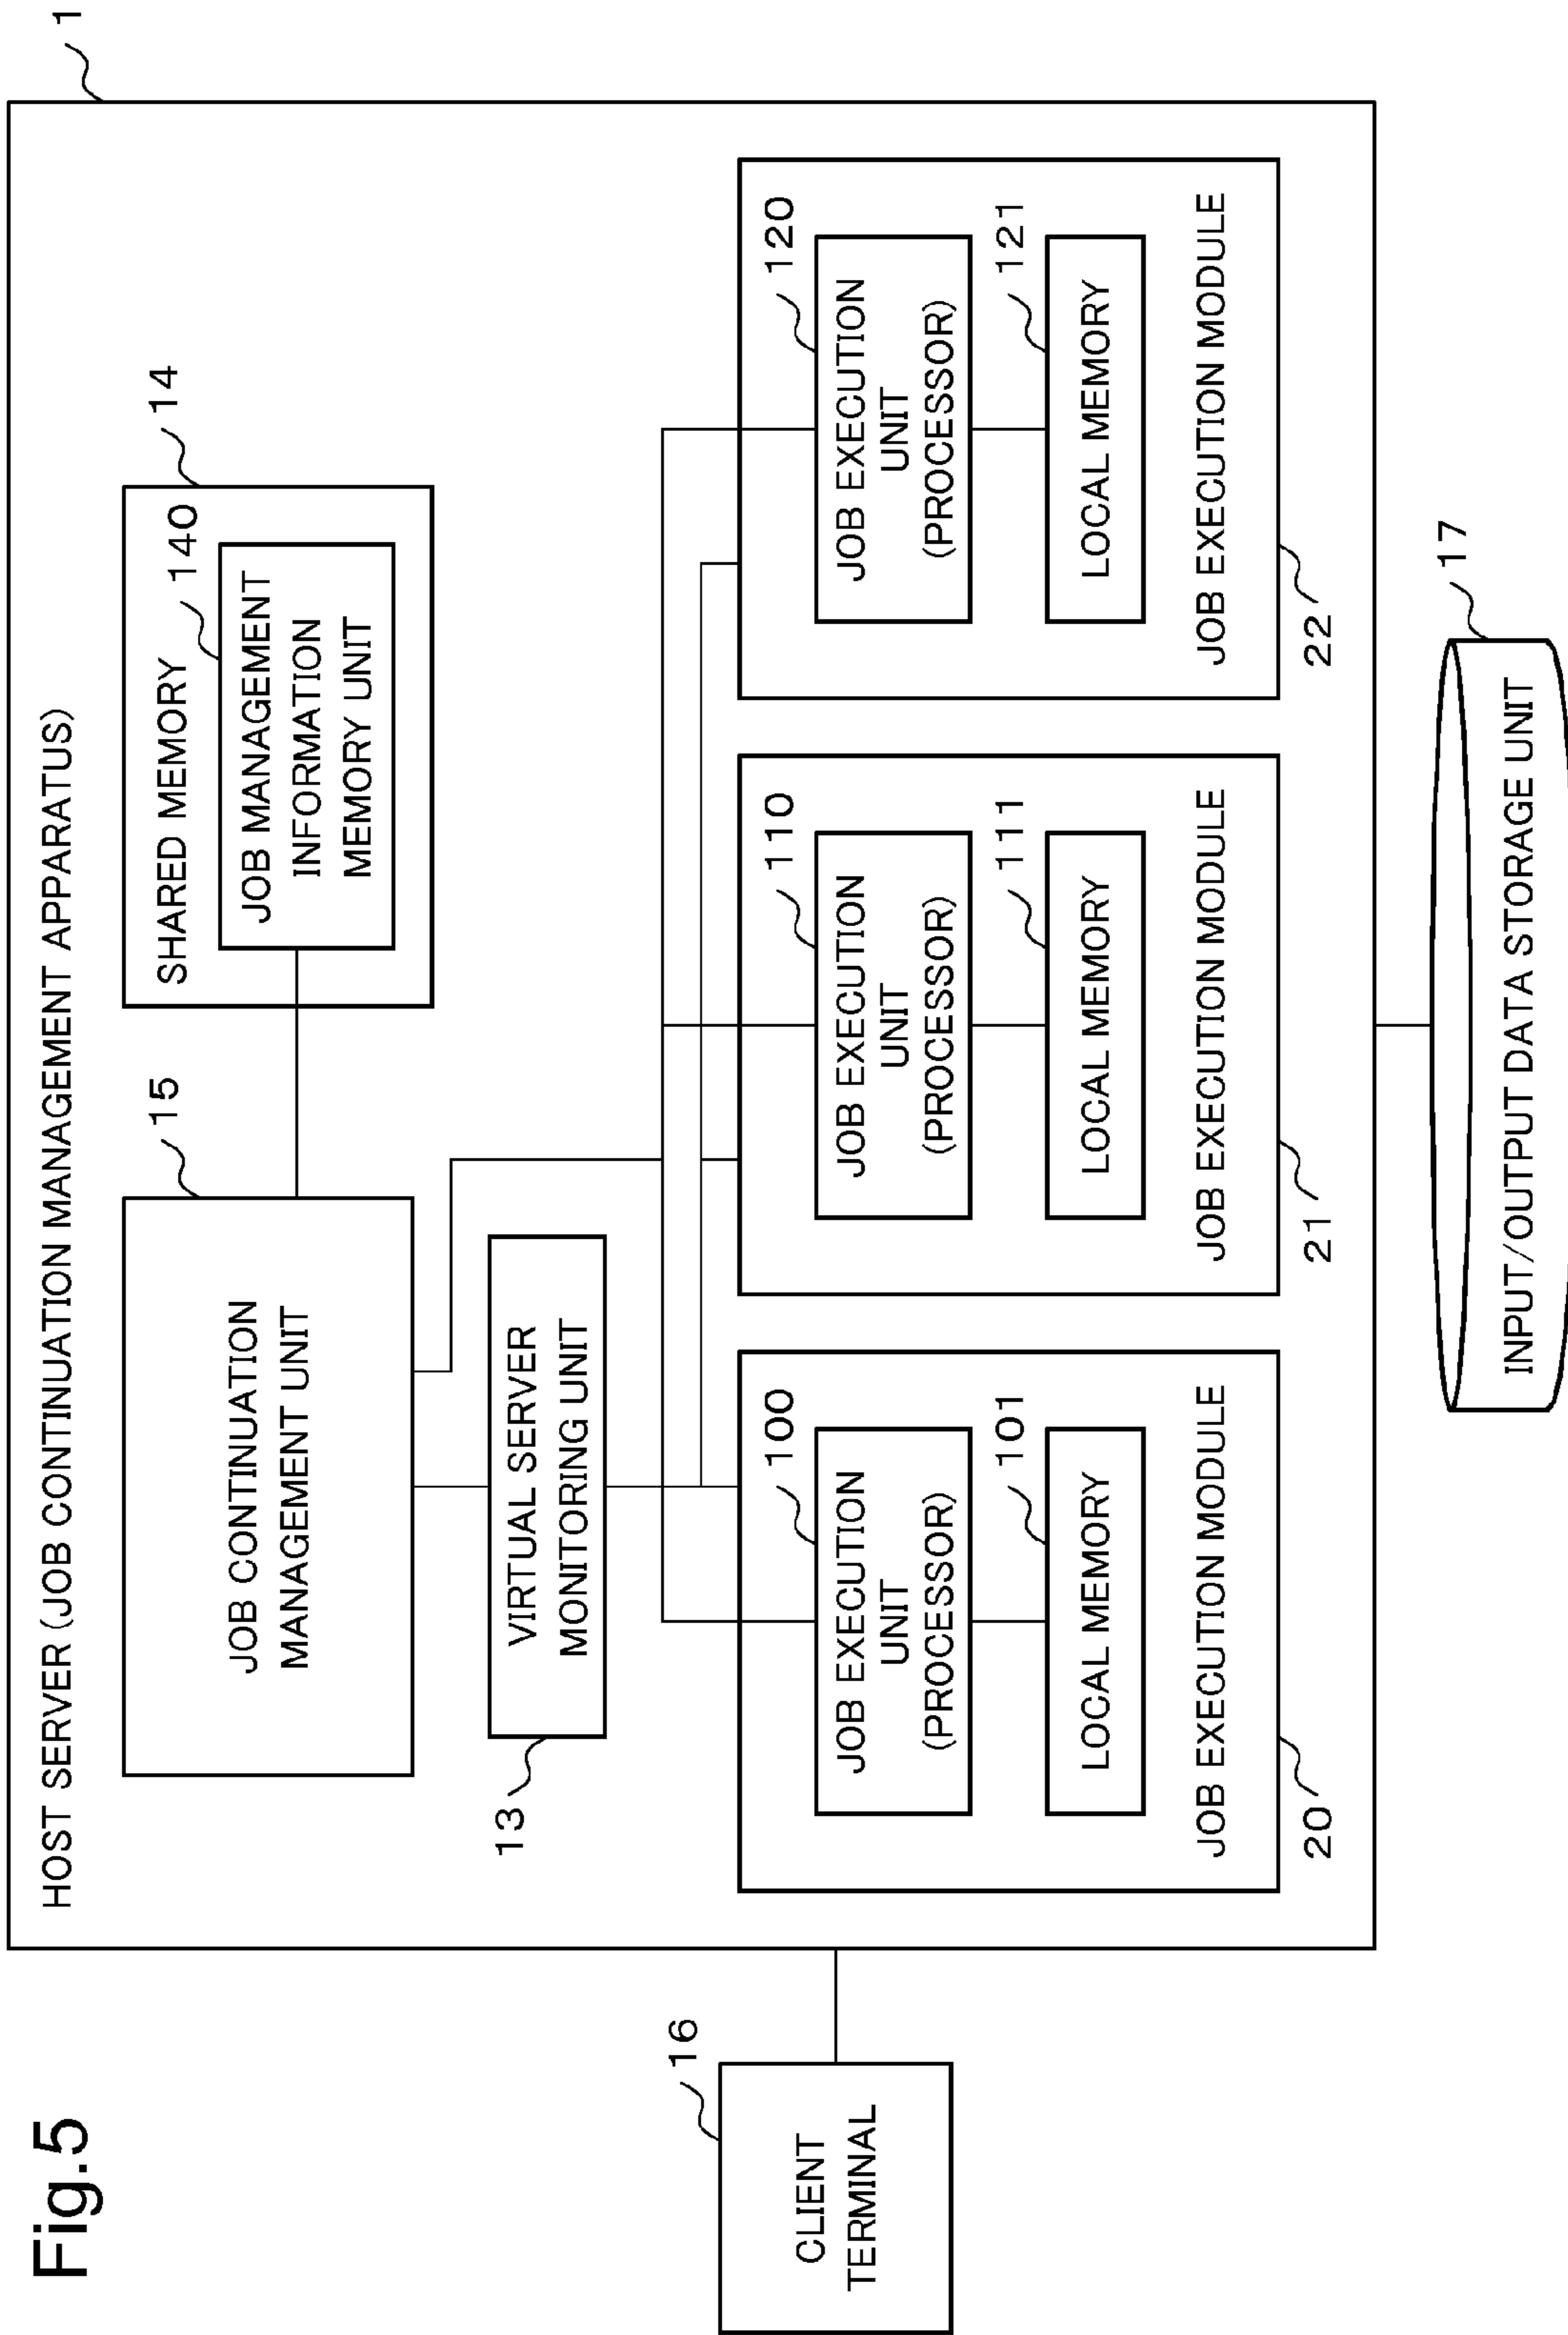 Fig.5
HOST SERVER (JOB CONTINUATION MANAGEMENT APPARATUS)
1
15
JOB CONTINUATION
MANAGEMENT UNIT
14
SHARED MEMORY
140
JOB MANAGEMENT
INFORMATION
MEMORY UNIT
13
VIRTUAL SERVER
MONITORING UNIT
16
CLIENT
TERMINAL
100
JOB EXECUTION
UNIT
(PROCESSOR)
101
LOCAL MEMORY
JOB EXECUTION MODULE
20
110
JOB EXECUTION
UNIT
(PROCESSOR)
111
LOCAL MEMORY
JOB EXECUTION MODULE
21
120
JOB EXECUTION
UNIT
(PROCESSOR)
121
LOCAL MEMORY
JOB EXECUTION MODULE
22
17
INPUT/OUTPUT DATA STORAGE UNIT